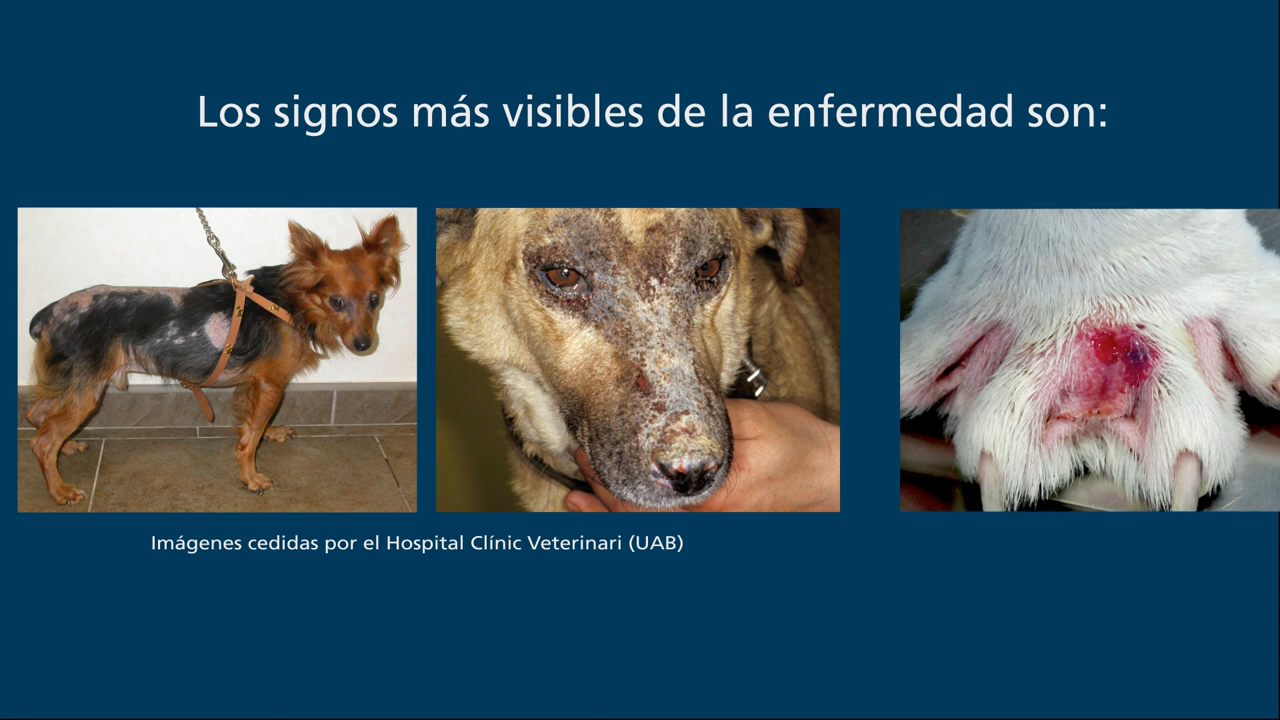 Los signos más visibles de la enfermedad son:
Imágenes cedidas por el Hospital Clínic Veterinari (UAB)